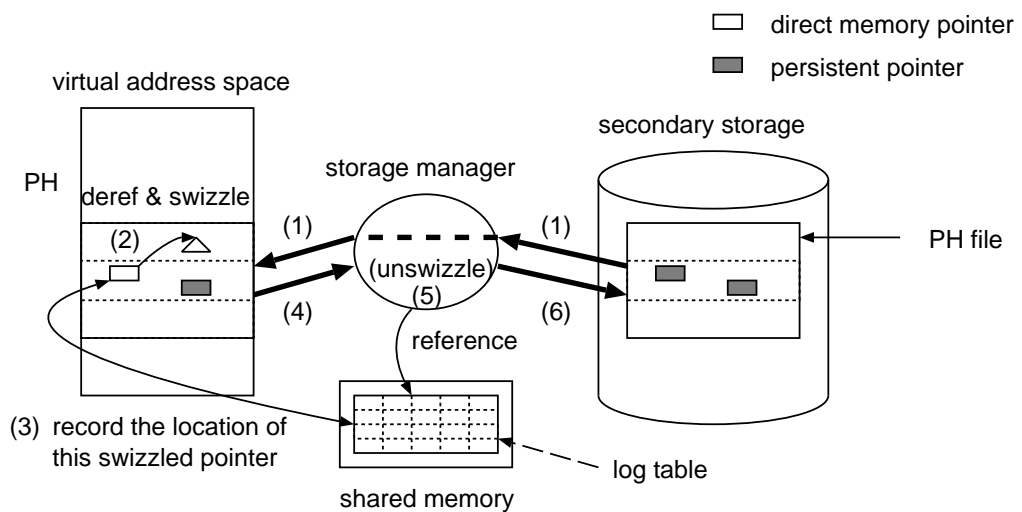 direct memory pointer
persistent pointer
virtual address space
secondary storage
storage manager
PH
deref & swizzle
(1)
(1)
(2)
PH file
(unswizzle)
(5)
(4)
(6)
reference
(3) record the location of
this swizzled pointer
log table
shared memory